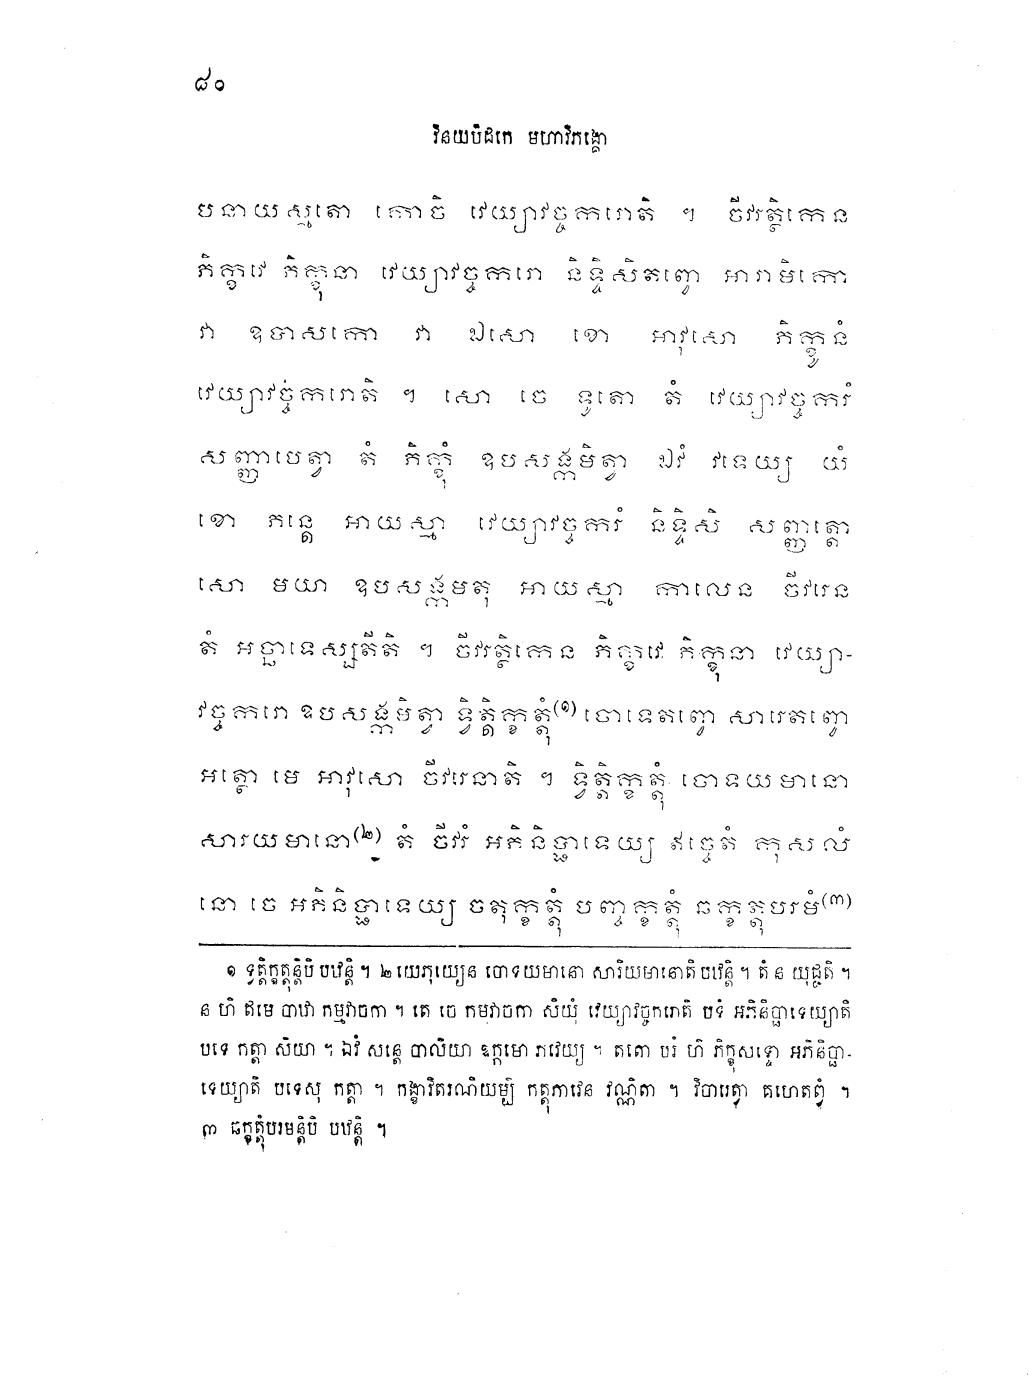 ៨០
វិនយបិដកេ មហាវិភង្គោ
បនាយស្មតោ កោចិ វេយ្យាវច្ចករោតិ ។ ចីវរត្ថិកេន
ភិក្ខវេ ភិក្ខុនា វេយ្យាវច្ចករោ និទ្ទិសិតព្វោ អារាមិកោ
វា ឧបាសកោ វា ឯសោ ខោ អាវុសោ ភិក្ខូនំ
វេយ្យាវច្ចករោតិ ។ សោ ចេ ទូតោ តំ វេយ្យាវច្ចករំ
សញ្ញាបេត្វា តំ ភិក្ខុំ ឧបសង្កមិត្វា ឯវំ វទេយ្យ យំ
ខោ ភន្តេ អាយស្មា វេយ្យាវច្ចករំ និទ្ទិសិ សញ្ញត្តោ
សោ មយា ឧបសង្កមតុ អាយស្មា កាលេន ចីវរេន
តំ អច្ឆាទេស្សតីតិ ។ ចីវរត្ថិកេន ភិក្ខវេ ភិក្ខុនា វេយ្យា-
វច្ចករោ ឧបសង្កមិត្វា ទ្វិត្តិក្ខត្តុំ(១) ចោទេតព្វោ សារេតព្វោ
អត្ថោ មេ អាវុសោ ចីវរេនាតិ ។ ទ្វិត្តិក្ខត្តុំ ចោទយមានោ
សារយមានោ(២) តំ ចីវរំ អភិនិប្ផាទេយ្យ ឥច្ចេតំ កុសលំ
នោ ចេ អភិនិប្ផាទេយ្យ ចតុក្ខត្តុំ បញ្ចក្ខត្តុំ ឆក្ខត្តុបរមំ(៣)
១ ទ្វត្តិក្ខត្តុន្តិបិ បឋន្តិ ។ ២ យេភុយ្យេន ចោទយមានោ សារិយមានោតិ បឋន្តិ ។ តំ ន យុជ្ជតិ ។
ន ហិ ឥមេ បាឋា កម្មវាចកា ។ តេ ចេ កម្មវាចកា សិយុំ វេយ្យាវច្ចករោតិ បទំ អភិនិប្ផាទេយ្យាតិ
បទេ កត្តា សិយា ។ ឯវំ សន្តេ បាលិយា ឧក្កមោ ភវេយ្យ ។ តតោ បរំ ហិ ភិក្ខុសទ្ទោ អភិនិប្ផា-
ទេយ្យាតិ បទេសុ កត្តា ។ កង្ខាវិតរណីយម្បិ កត្តុភាវេន វណ្ណិតា ។ វិចារេត្វា គហេតព្វំ ។
៣ ឆក្ខត្តុំបរមន្តិបិ បឋន្តិ ។